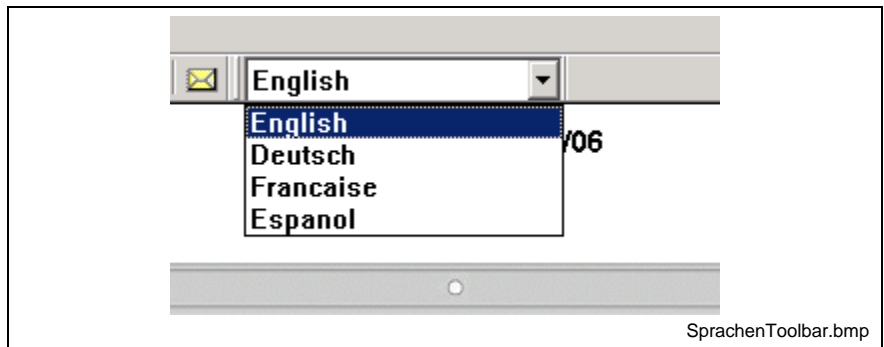 English
English
Deutsch
/06
Francaise
Espanol
SprachenToolbar.bmp